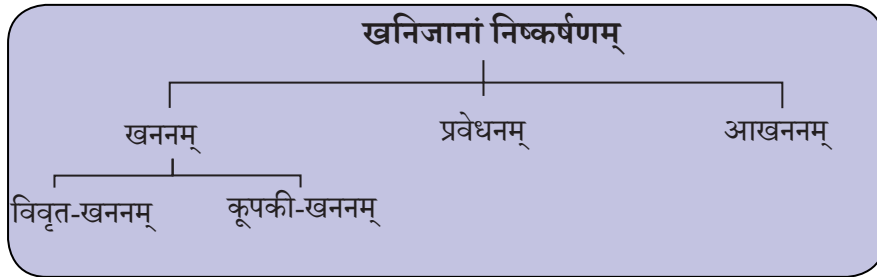 खनिजानां निष्कर्षणम्
खननम् प्रवेधनम् आखननम्
विवृत-खननम् कूपकी-खननम्